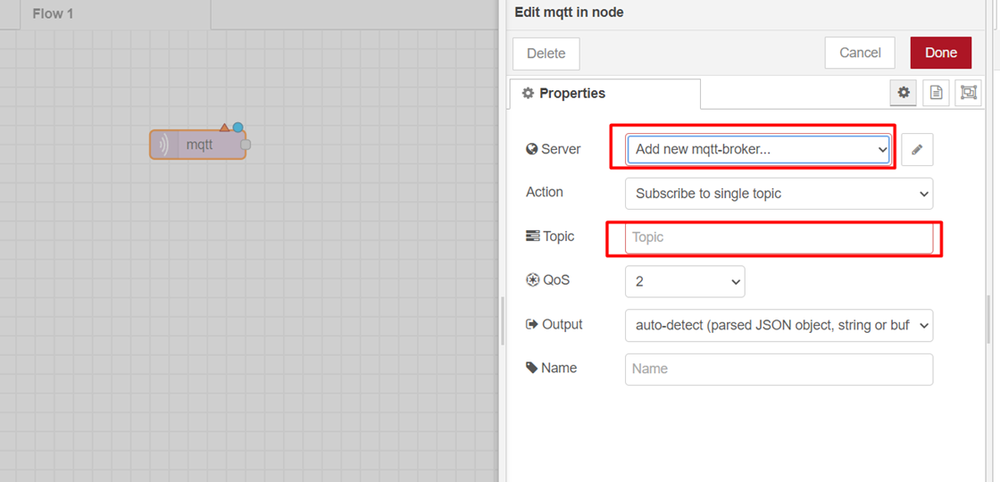 Flow 1
mqtt
Edit mqtt in node
Delete
Cancel
Done
Properties
Server
Add new mqtt-broker...
Action
Subscribe to single topic
Topic
Topic
QoS
2
Output
auto-detect (parsed JSON object, string or buf
Name
Name